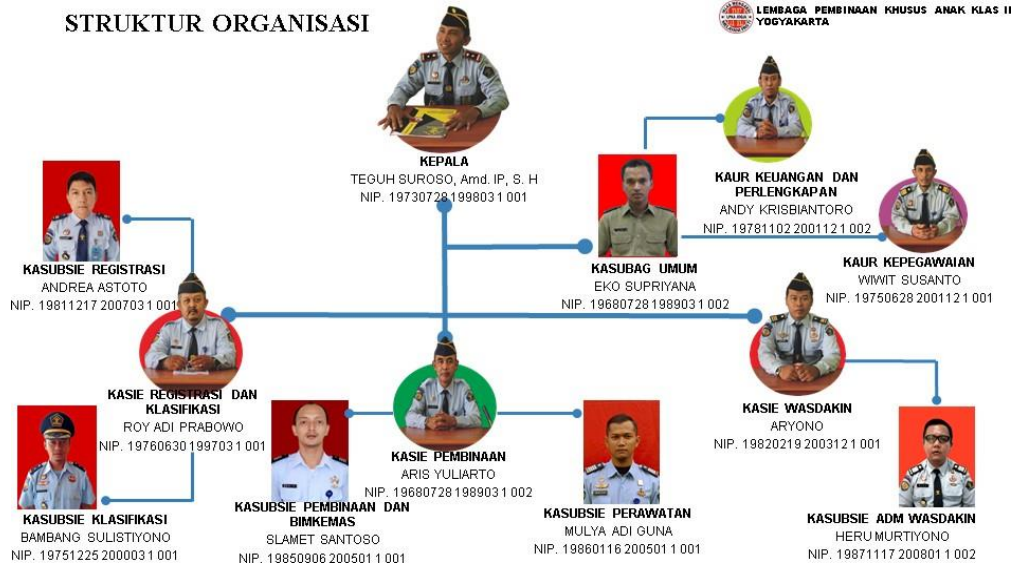 STRUKTUR ORGANISASI
LEMBAGA PEMBINAAN KHUSUS ANAK KLAS II
YOGYAKARTA
KEPALA
TEGUH SUROSO, Amd. IP, S. H
NIP. 19730728 199803 1 001
KAUR KEUANGAN DAN
PERLENGKAPAN
ANDY KRISBIANTORO
NIP. 19781102 200112 1 002
KASUBAG UMUM
EKO SUPRIYANA
NIP. 19680728 198903 1 002
KAUR KEPEGAWAIAN
WIWIT SUSANTO
NIP. 19750628 200112 1 001
KASUBSIE REGISTRASI
ANDREA ASTOTO
NIP. 19811217 200703 1 001
KASIE REGISTRASI DAN
KLASIFIKASI
ROY ADI PRABOWO
NIP. 19760630 199703 1 001
KASIE PEMBINAAN
ARIS YULIARTO
NIP. 19680728 198903 1 002
KASIE WASDAKIN
ARYONO
NIP. 19820219 200312 1 001
KASUBSIE KLASIFIKASI
BAMBANG SULISTIYONO
NIP. 19751225 200003 1 001
KASUBSIE PEMBINAAN DAN
BIMKEMAS
SLAMET SANTOSO
NIP. 19850906 200501 1 001
KASUBSIE PERAWATAN
MULYA ADI GUNA
NIP. 19860116 200501 1 001
KASUBSIE ADM WASDAKIN
HERU MURTIYONO
NIP. 19871117 200801 1 002